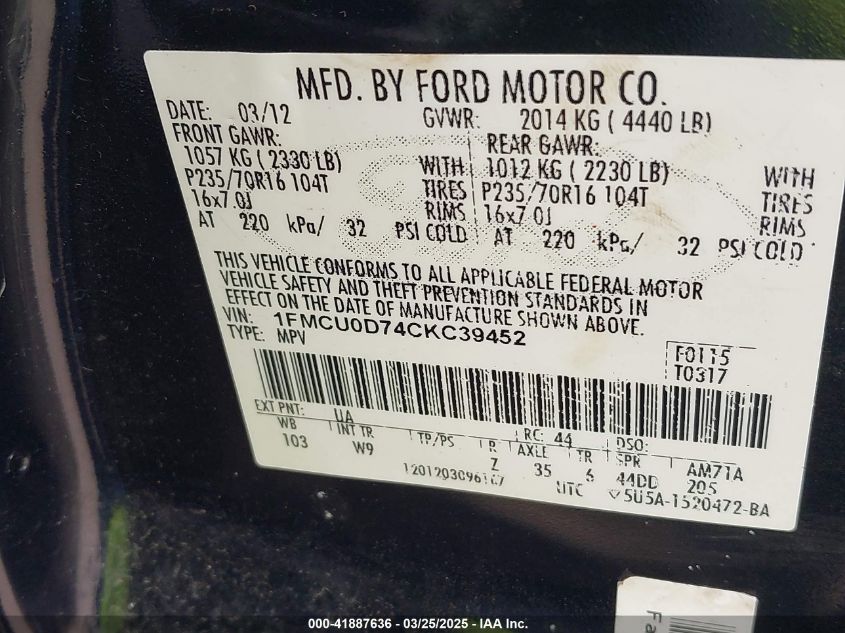 MFD. BY FORD MOTOR CO.
DATE: 03/12 GVWR: 2014 KG ( 4440 LB)
FRONT GAWR: REAR GAWR:
1057 KG ( 2330 LB) WITH 1012 KG ( 2230 LB) WITH
P235/70R16 104T TIRES P235/70R16 104T TIRES
16x7.0J RIMS 16x7.0J RIMS
AT 220 kPa/ 32 PSI COLD AT 220 kPa/ 32 PSI COLD
THIS VEHICLE CONFORMS TO ALL APPLICABLE FEDERAL MOTOR
VEHICLE SAFETY AND THEFT PREVENTION STANDARDS IN
EFFECT ON THE DATE OF MANUFACTURE SHOWN ABOVE.
VIN: 1FMCU0D74CKC39452
TYPE: MPV
F0115
T0317
EXT PNT: UA RC: 44 DSO:
WB INT TR TP/PS R AXLE TR SPR AM71A
103 W9 Z 35 6 44DD 205
UTC 5U5A-1520472-BA
Fa
000-41887636 - 03/25/2025 - IAA Inc.